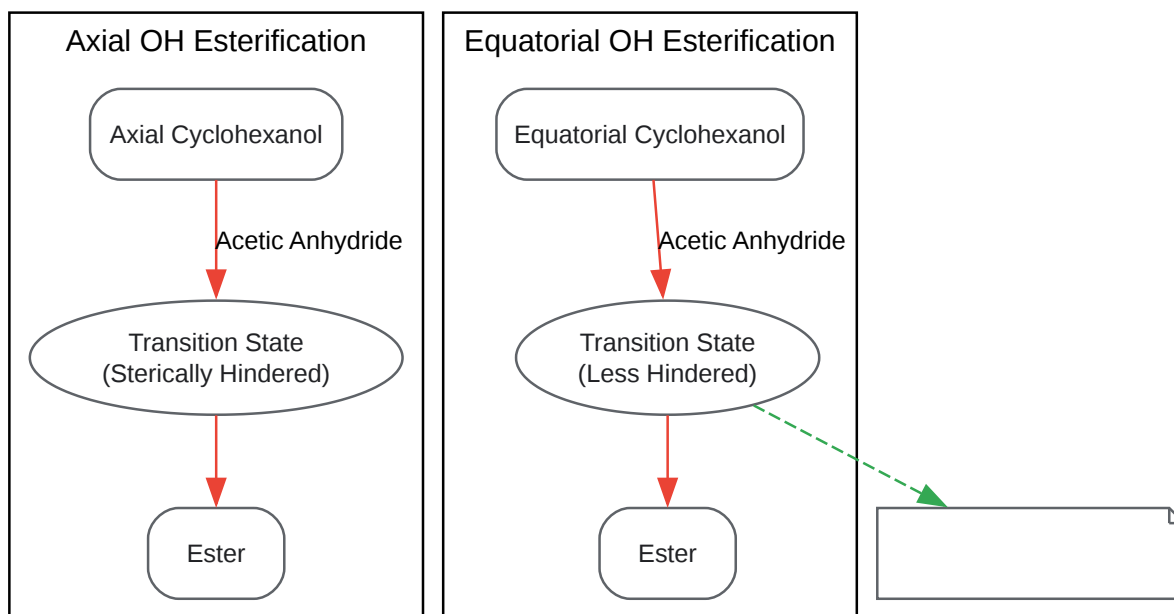 Axial OH Esterification
Axial Cyclohexanol
Acetic Anhydride
Transition State
(Sterically Hindered)
Ester
Equatorial OH Esterification
Equatorial Cyclohexanol
Acetic Anhydride
Transition State
(Less Hindered)
Ester